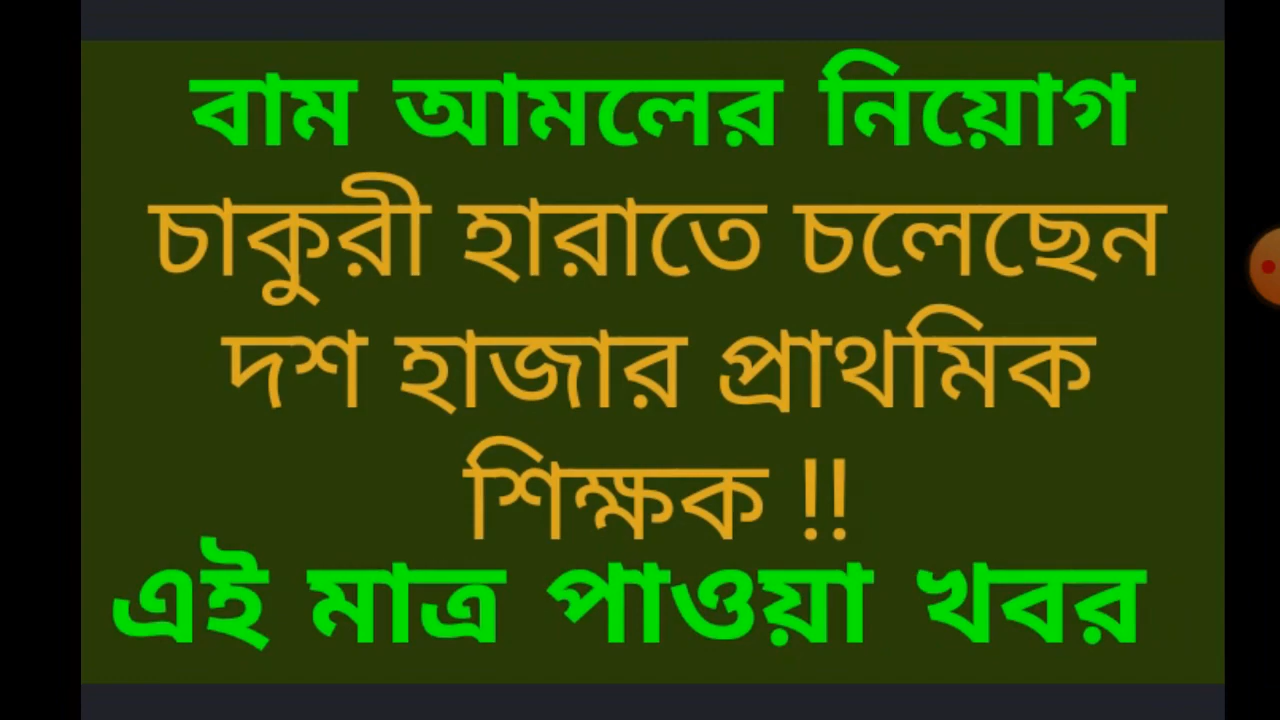 বাম আমলের নিয়োগ
চাকুরী হারাতে চলেছেন
দশ হাজার প্রাথমিক
শিক্ষক !!
এই মাত্র পাওয়া খবর